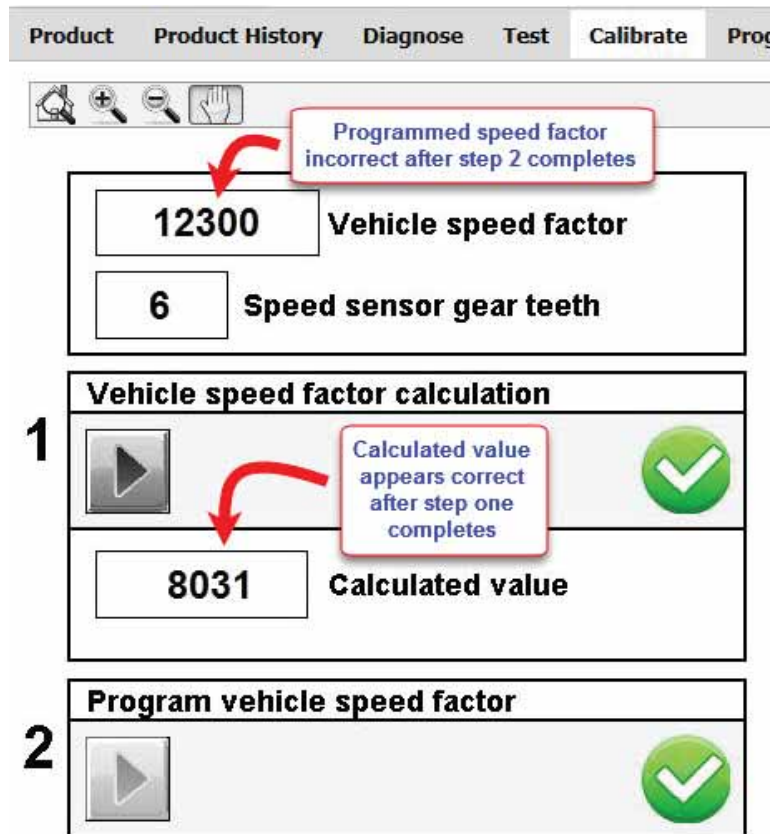 Product Product History Diagnose Test Calibrate Prog
Programmed speed factor
incorrect after step 2 completes
12300 Vehicle speed factor
6 Speed sensor gear teeth
1
Vehicle speed factor calculation
Calculated value
appears correct
after step one
completes
8031 Calculated value
2
Program vehicle speed factor